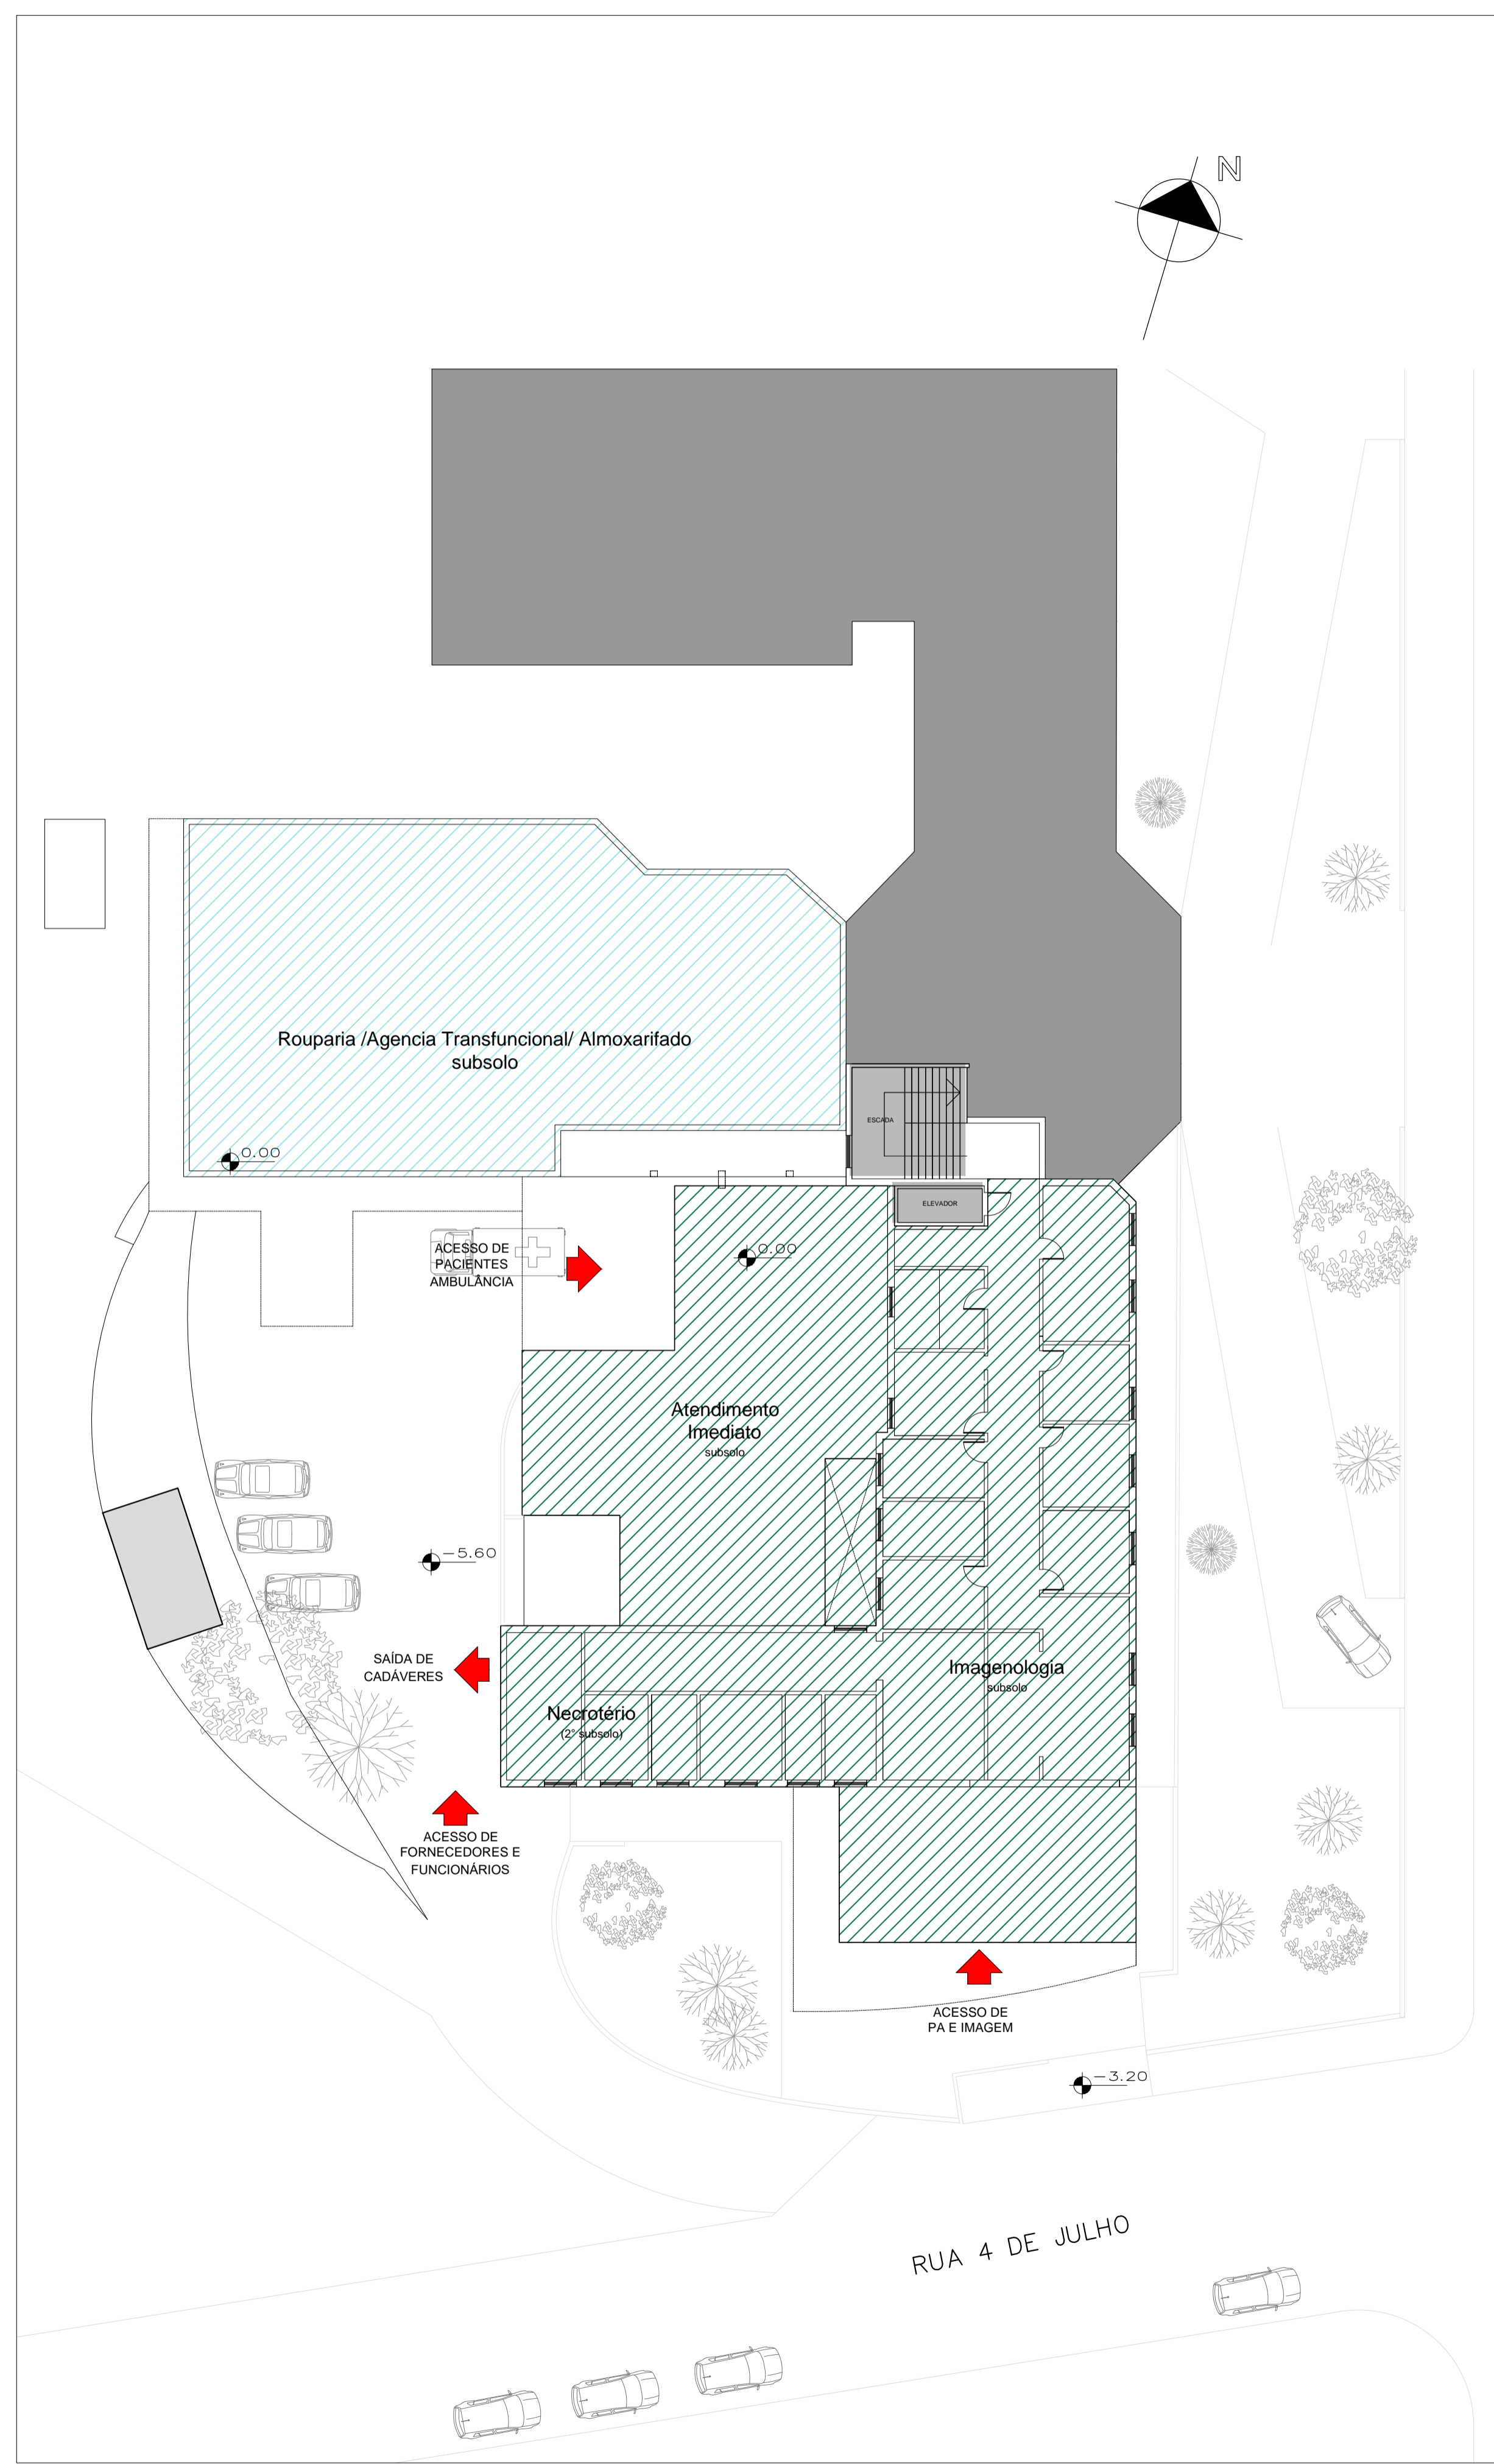 N
Rouparia /Agencia Transfuncional/ Almoxarifado
subsolo
ESCADA
0.00
ELEVADOR
ACESSO DE
PACIENTES
AMBULÂNCIA
0.00
Atendimento
Imediato
subsolo
-5.60
SAÍDA DE
CADÁVERES
Imagenologia
subsolo
Necrotério
(2° subsolo)
ACESSO DE
FORNECEDORES E
FUNCIONÁRIOS
ACESSO DE
PA E IMAGEM
-3.20
RUA 4 DE JULHO